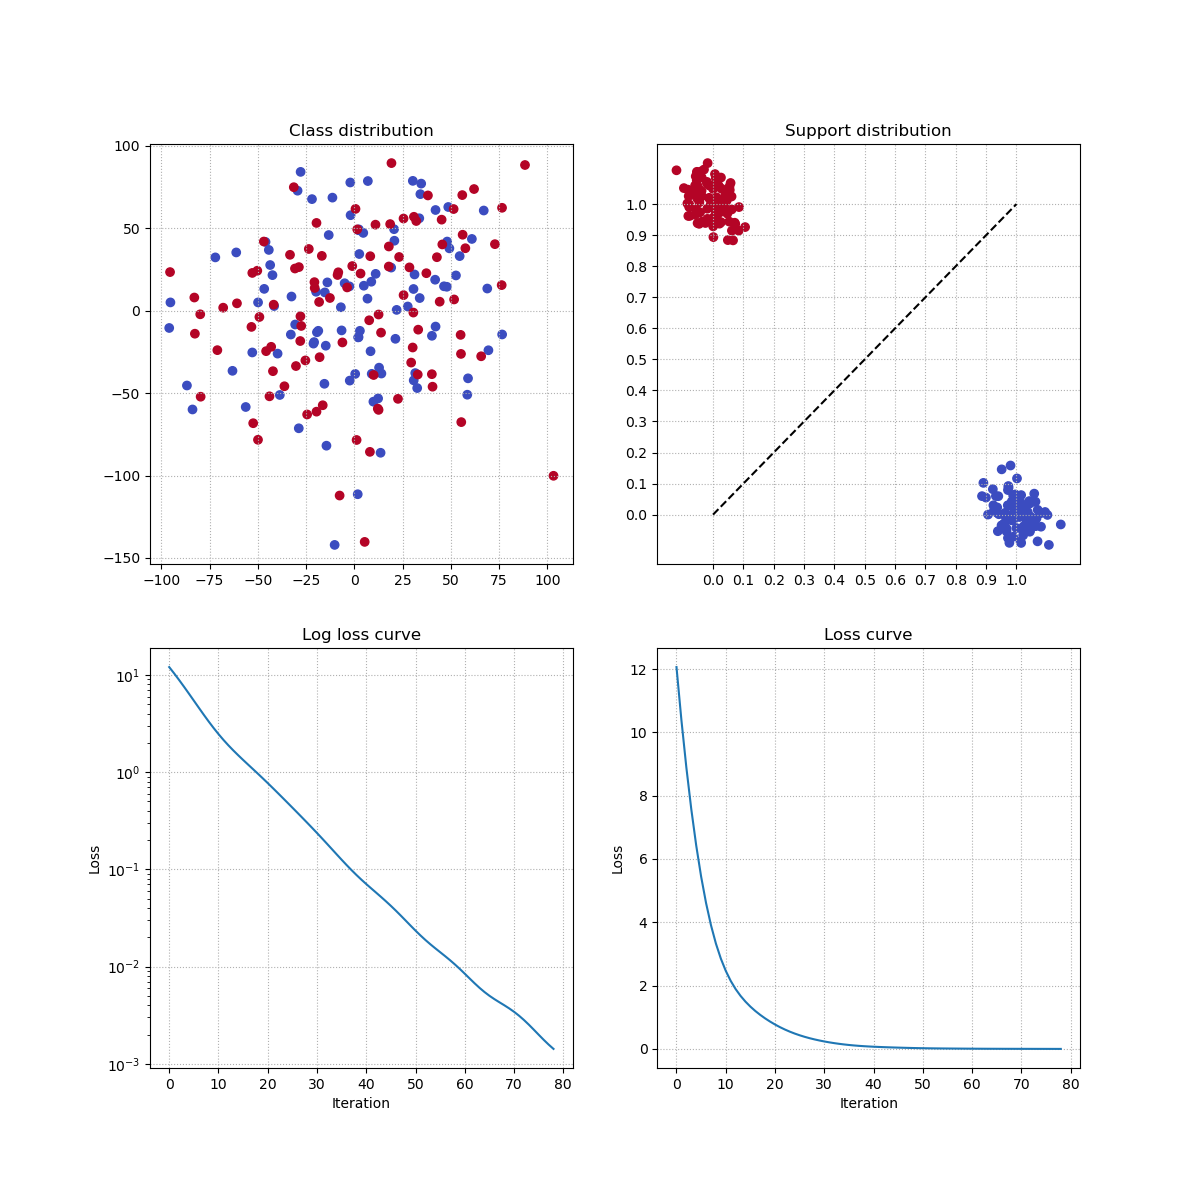 Class distribution
100
50
0
−50
−100
−150
−100 −75 −50 −25 0 25 50 75 100
Support distribution
1.0
0.9
0.8
0.7
0.6
0.5
0.4
0.3
0.2
0.1
0.0
0.0 0.1 0.2 0.3 0.4 0.5 0.6 0.7 0.8 0.9 1.0
Log loss curve
10¹
10⁰
10⁻¹
10⁻²
10⁻³
Loss
0 10 20 30 40 50 60 70 80
Iteration
Loss curve
12
10
8
6
4
2
0
Loss
0 10 20 30 40 50 60 70 80
Iteration